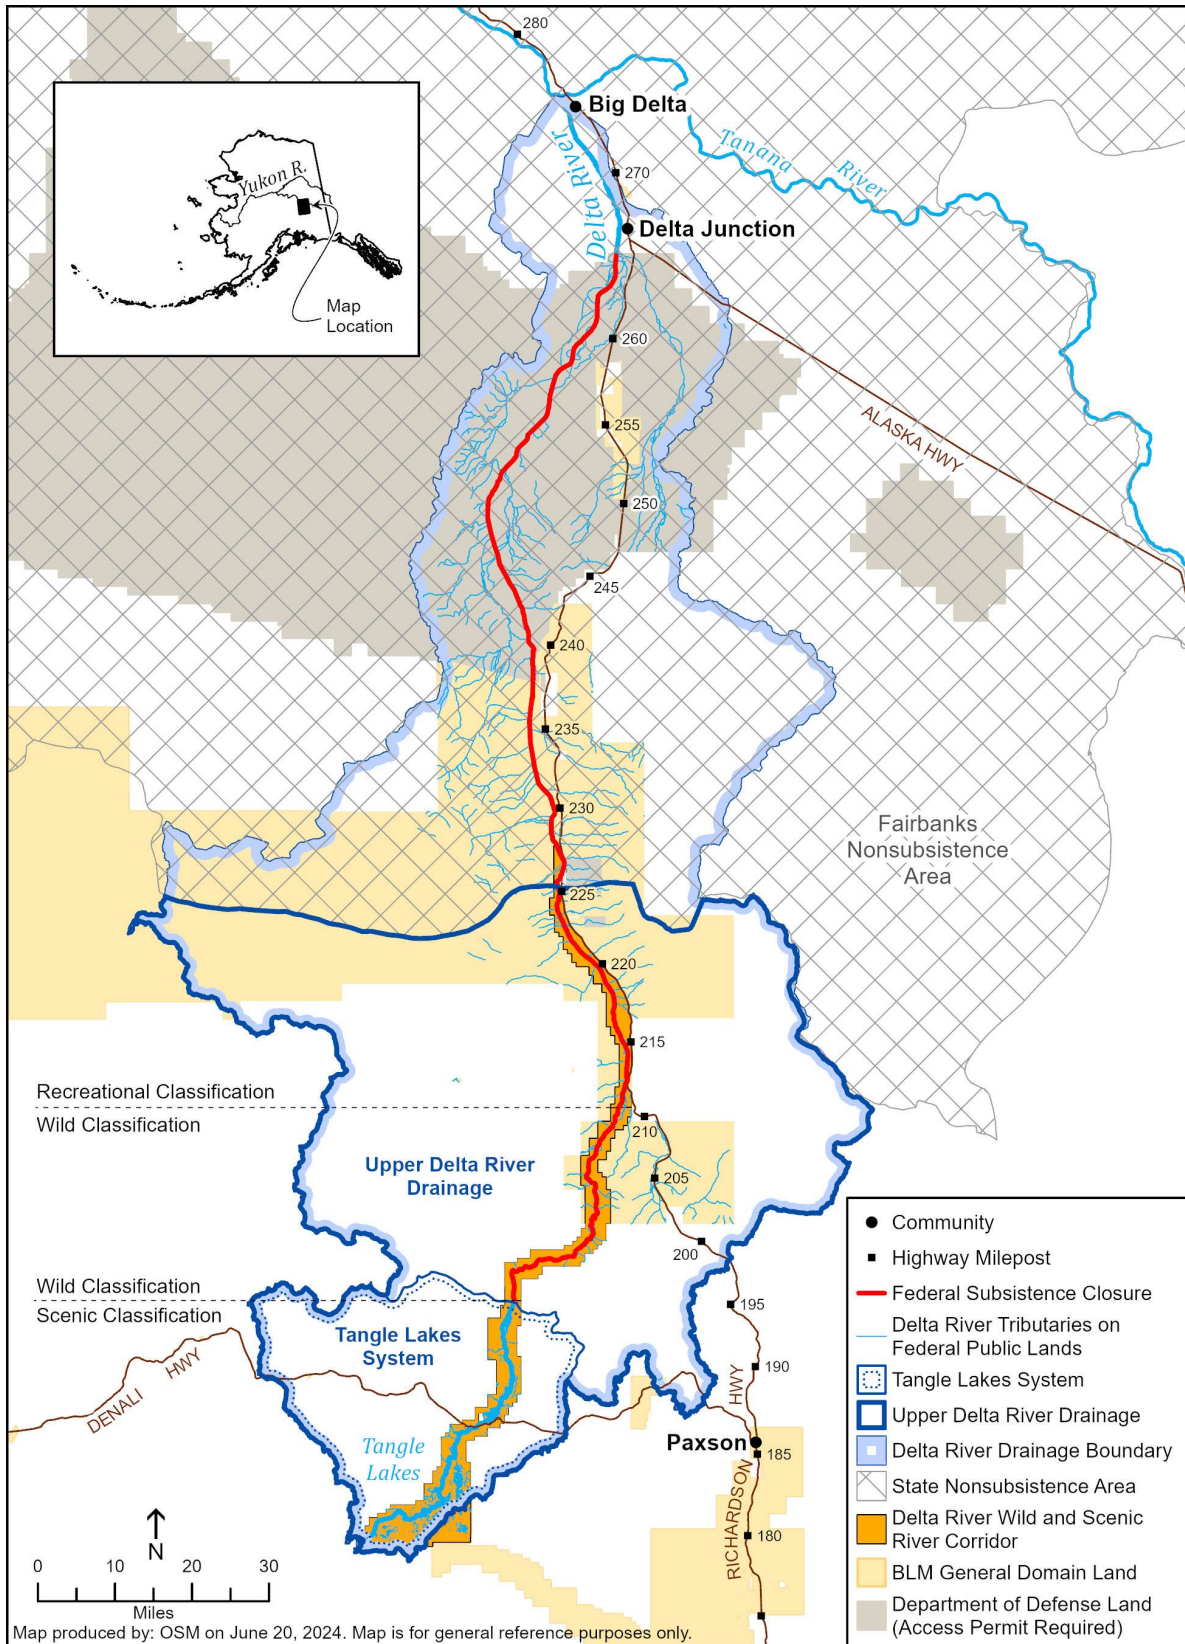 280
Big Delta
Yukon R.
Map
Location
Tanana River
270
Delta River
Delta Junction
260
255
ALASKA HWY
250
245
240
235
230
Fairbanks
Nonsubsistence
Area
225
220
215
Recreational Classification
Wild Classification
210
Upper Delta River
Drainage
205
200
Wild Classification
Scenic Classification
195
Tangle Lakes
System
190
DENALI HWY
RICHARDSON HWY
Paxson
185
Tangle
Lakes
180
N
0 10 20 30
Miles
Community
Highway Milepost
Federal Subsistence Closure
Delta River Tributaries on
Federal Public Lands
Tangle Lakes System
Upper Delta River Drainage
Delta River Drainage Boundary
State Nonsubsistence Area
Delta River Wild and Scenic
River Corridor
BLM General Domain Land
Department of Defense Land
(Access Permit Required)
Map produced by: OSM on June 20, 2024. Map is for general reference purposes only.